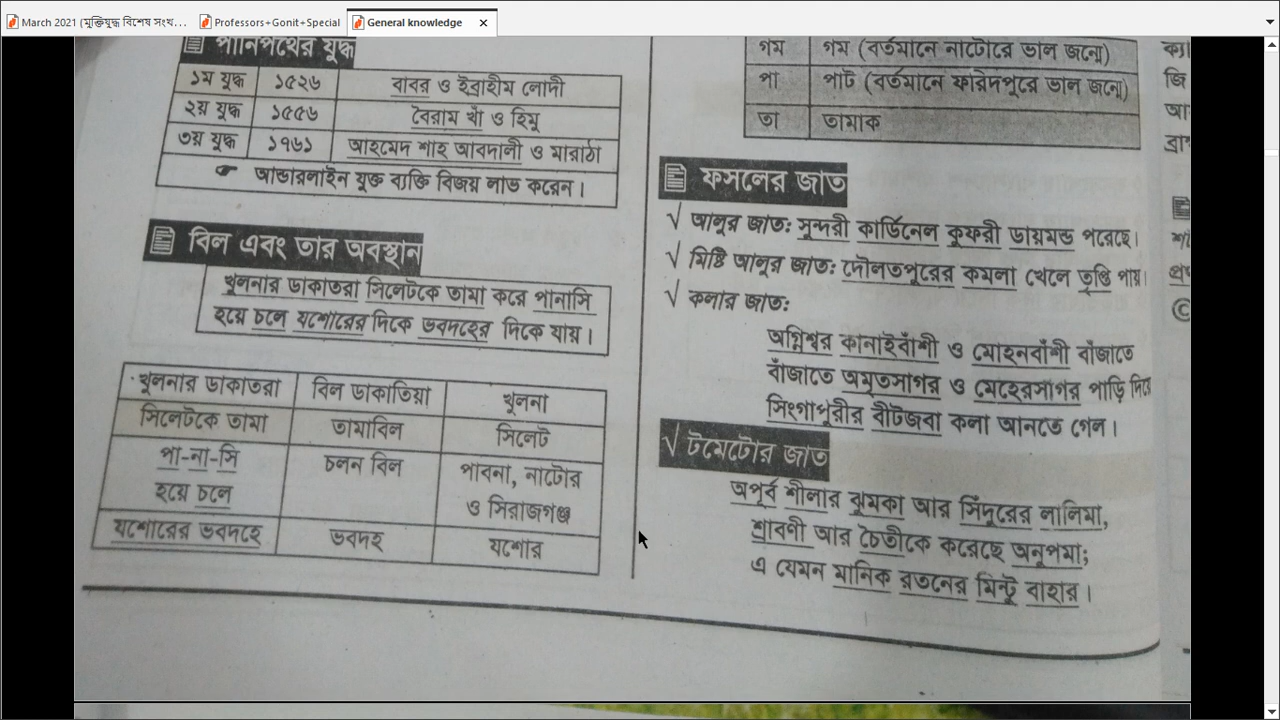 March 2021 (মুক্তিযুদ্ধ বিশেষ সংখ...
Professors+Gonit+Special
General knowledge
পানিপথের যুদ্ধ
১ম যুদ্ধ ১৫২৬ বাবর ও ইব্রাহীম লোদী
২য় যুদ্ধ ১৫৫৬ বৈরাম খাঁ ও হিমু
৩য় যুদ্ধ ১৭৬১ আহমেদ শাহ আবদালী ও মারাঠা
আন্ডারলাইন যুক্ত ব্যক্তি বিজয় লাভ করেন।
বিল এবং তার অবস্থান
খুলনার ডাকাতরা সিলেটকে তামা করে পানাসি
হয়ে চলে যশোরের দিকে ভবদহের দিকে যায়।
খুলনার ডাকাতরা বিল ডাকাতিয়া খুলনা
সিলেটকে তামা তামাবিল সিলেট
পা-না-সি চলন বিল পাবনা, নাটোর
হয়ে চলে ও সিরাজগঞ্জ
যশোরের ভবদহে ভবদহ যশোর
গম গম (বর্তমানে নাটোরে ভাল জন্মে)
পা পাট (বর্তমানে ফরিদপুরে ভাল জন্মে)
তা তামাক
ফসলের জাত
√ আলুর জাত: সুন্দরী কার্ডিনেল কুফরী ডায়মন্ড পরেছে।
√ মিষ্টি আলুর জাত: দৌলতপুরের কমলা খেলে তৃপ্তি পায়।
√ কলার জাত:
অগ্নিশ্বর কানাইবাঁশী ও মোহনবাঁশী বাঁজাতে
বাঁজাতে অমৃতসাগর ও মেহেরসাগর পাড়ি দিয়ে
সিংগাপুরীর বীটজবা কলা আনতে গেল।
√ টমেটোর জাত
অপূর্ব শীলার ঝুমকা আর সিঁদুরের লালিমা,
শ্রাবণী আর চৈতীকে করেছে অনুপমা;
এ যেমন মানিক রতনের মিন্টু বাহার।